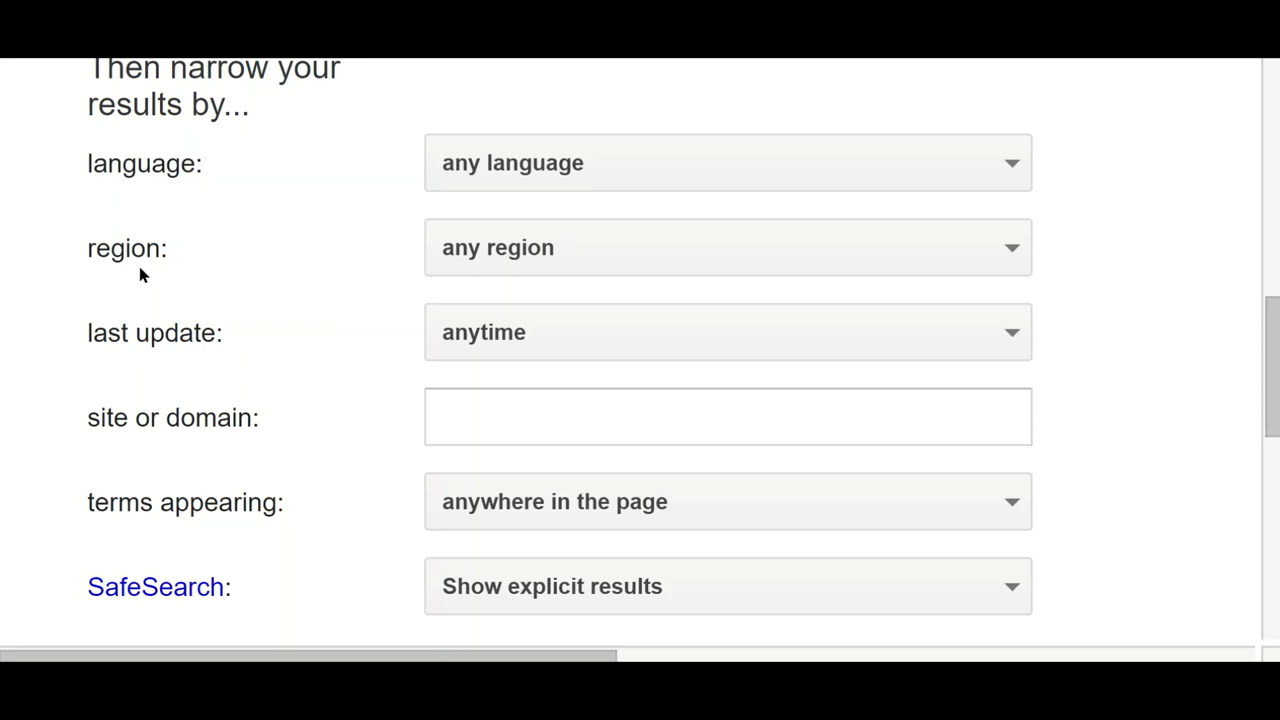 Then narrow your
results by...
language: any language
region: any region
last update: anytime
site or domain:
terms appearing: anywhere in the page
SafeSearch: Show explicit results